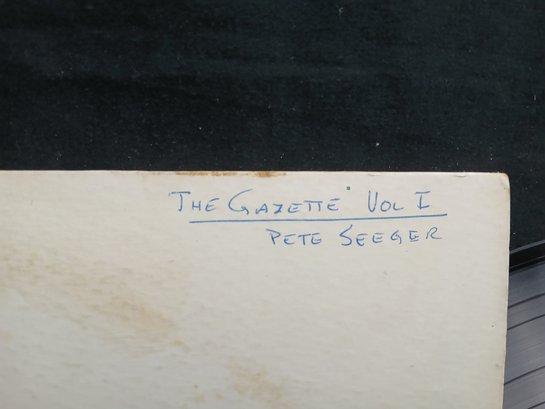 THE GAZETTE VOL I
PETE SEEGER